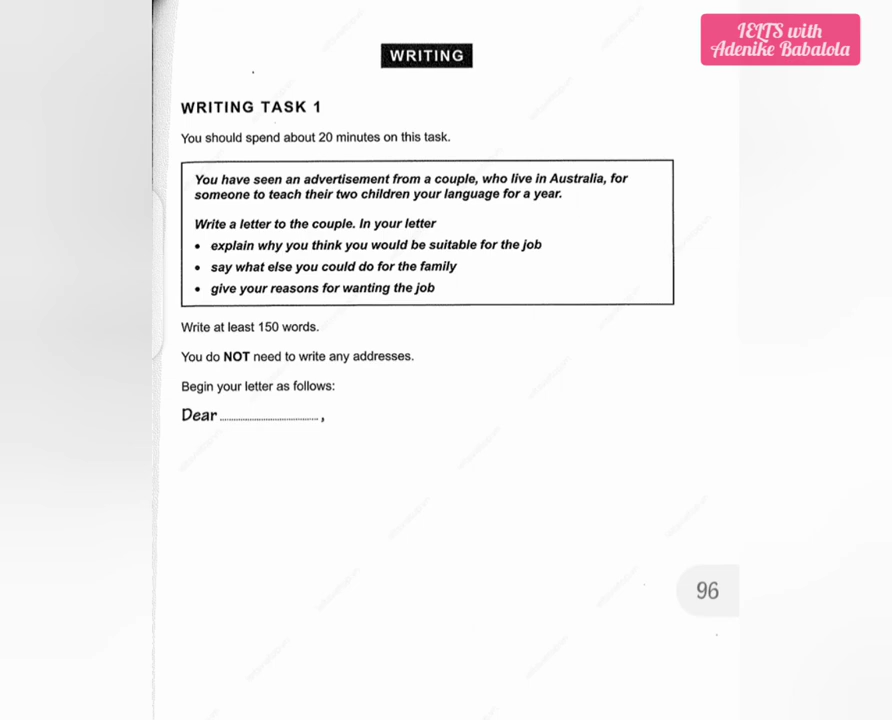 IELTS with
Adenike Babalola
WRITING
WRITING TASK 1
You should spend about 20 minutes on this task.
You have seen an advertisement from a couple, who live in Australia, for
someone to teach their two children your language for a year.
Write a letter to the couple. In your letter
• explain why you think you would be suitable for the job
• say what else you could do for the family
• give your reasons for wanting the job
Write at least 150 words.
You do NOT need to write any addresses.
Begin your letter as follows:
Dear ..............................,
96